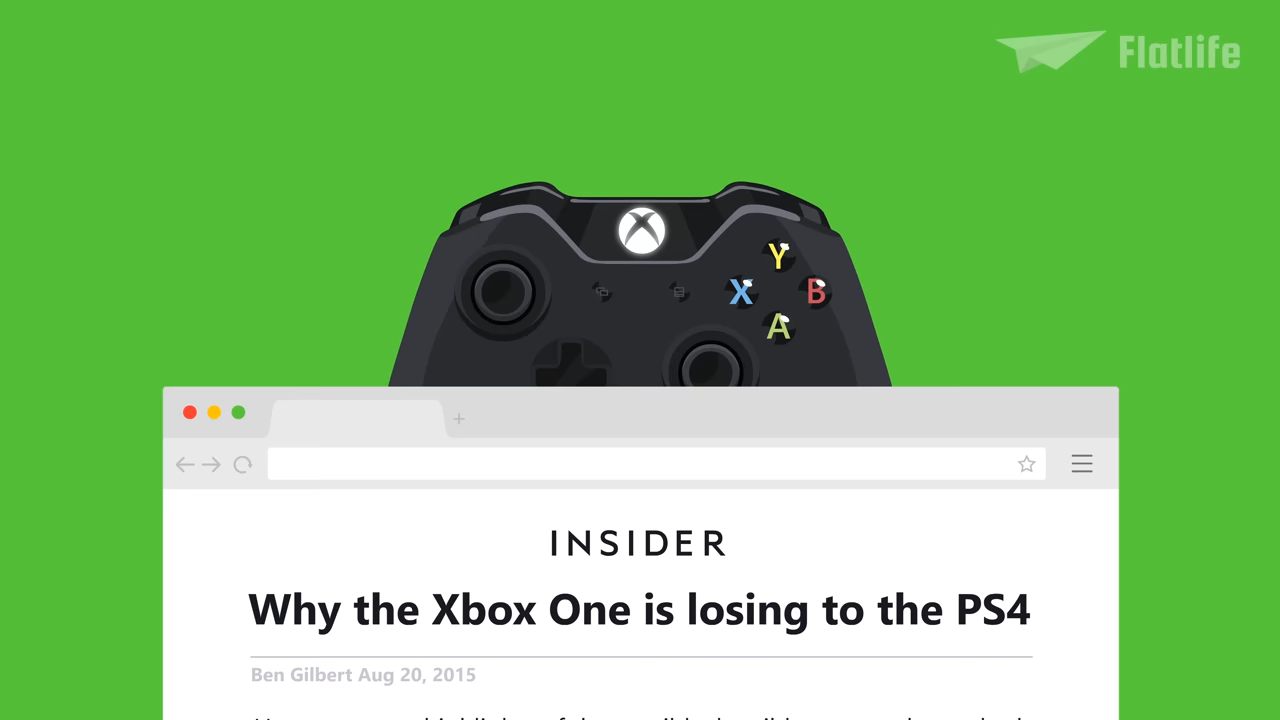 Flatlife
Y
X B
A
INSIDER
Why the Xbox One is losing to the PS4
Ben Gilbert Aug 20, 2015